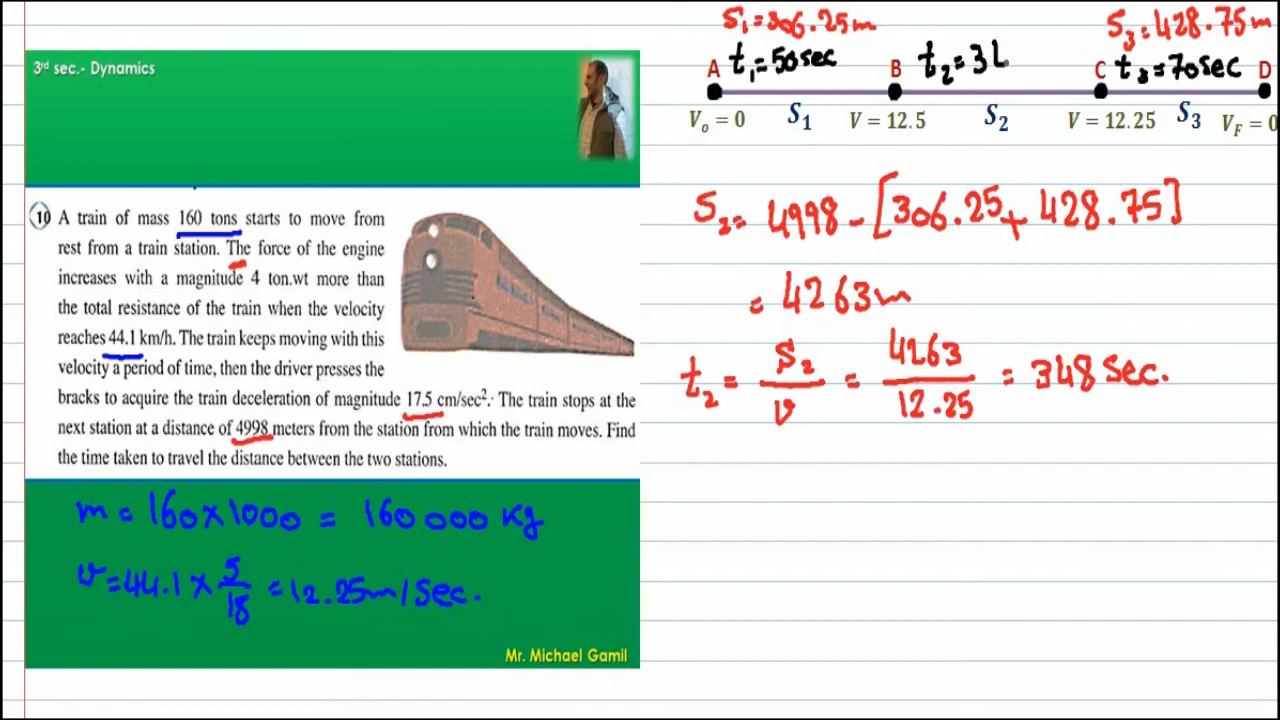 3rd sec.- Dynamics
10 A train of mass 160 tons starts to move from
rest from a train station. The force of the engine
increases with a magnitude 4 ton.wt more than
the total resistance of the train when the velocity
reaches 44.1 km/h. The train keeps moving with this
velocity a period of time, then the driver presses the
bracks to acquire the train deceleration of magnitude 17.5 cm/sec². The train stops at the
next station at a distance of 4998 meters from the station from which the train moves. Find
the time taken to travel the distance between the two stations.
m = 160 × 1000 = 160 000 Kg
v = 44.1 × 5/18 = 12.25 m/sec.
Mr. Michael Gamil
S₁ = 306.25 m S₃ = 428.75 m
A t₁ = 50 sec B t₂ = 3L C t₃ = 70 sec D
Vₒ = 0 S₁ V = 12.5 S₂ V = 12.25 S₃ V_F = 0
S₂ = 4998 - [306.25 + 428.75]
= 4263 m
t₂ = S₂/v = 4263/12.25 = 348 sec.